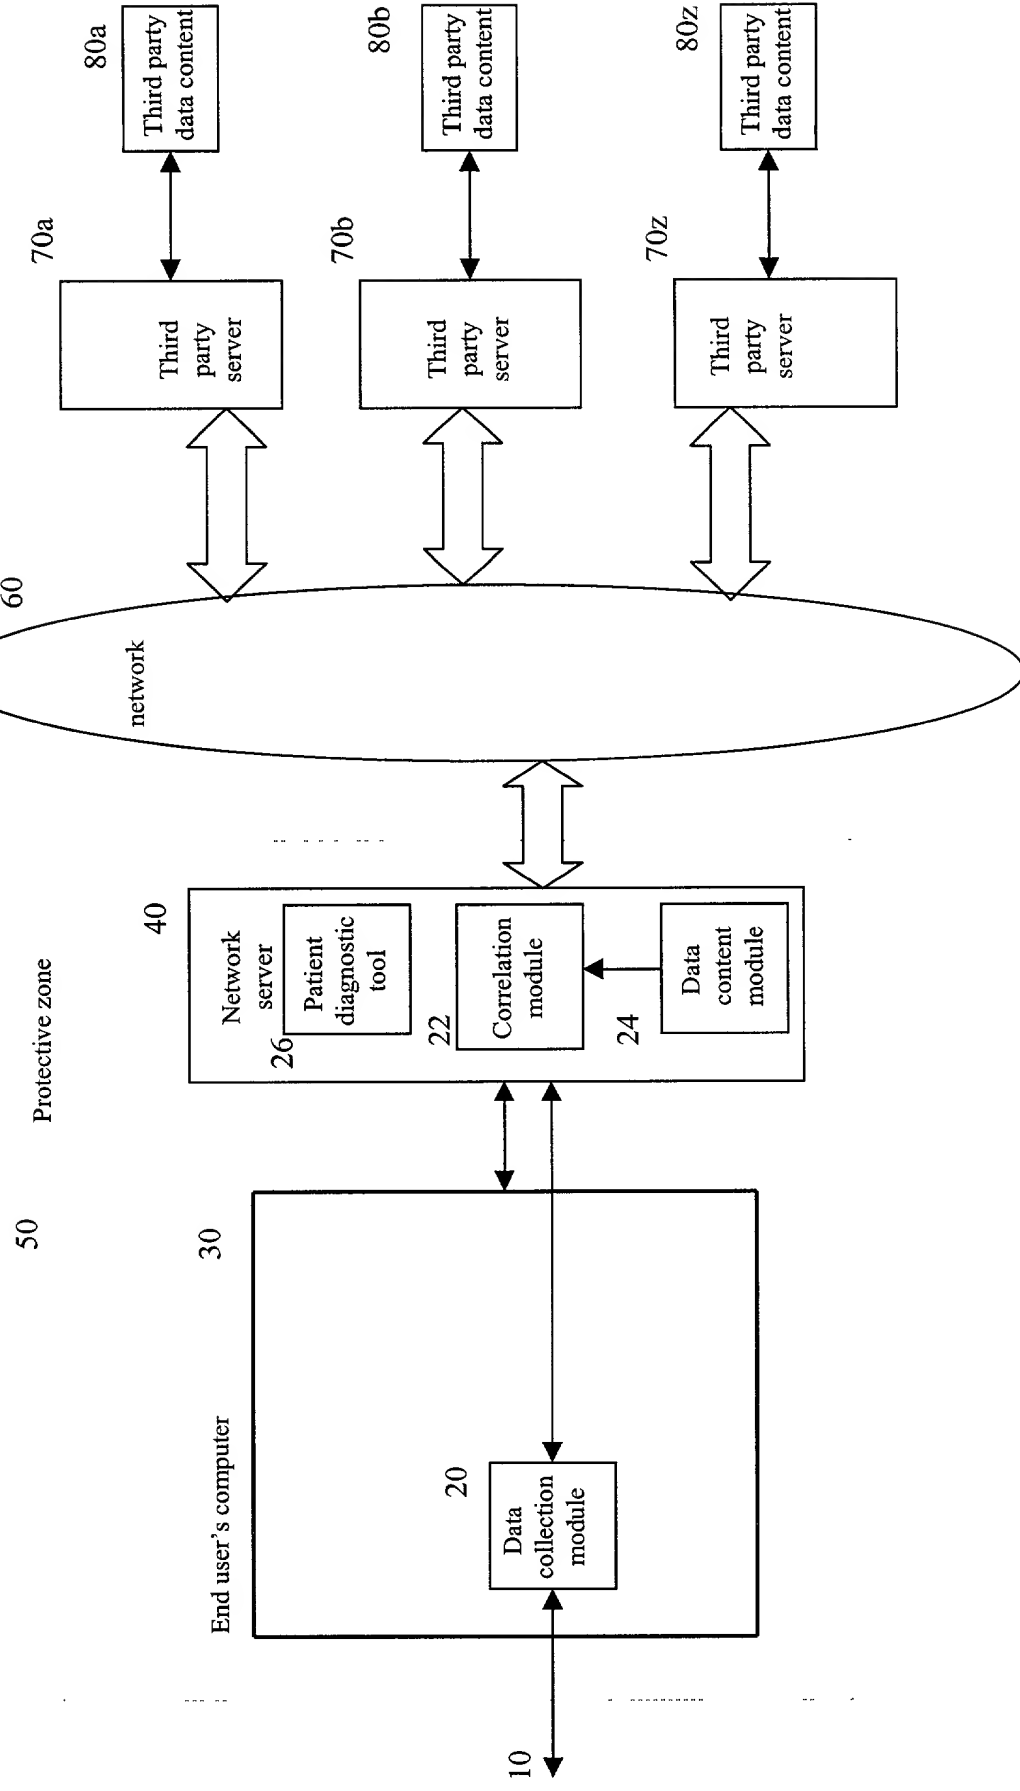 50
Protective zone
60
10
End user's computer
30
20
Data
collection
module
40
Network
server
26
Patient
diagnostic
tool
22
Correlation
module
24
Data
content
module
network
70a
Third
party
server
80a
Third party
data content
70b
Third
party
server
80b
Third party
data content
70z
Third
party
server
80z
Third party
data content